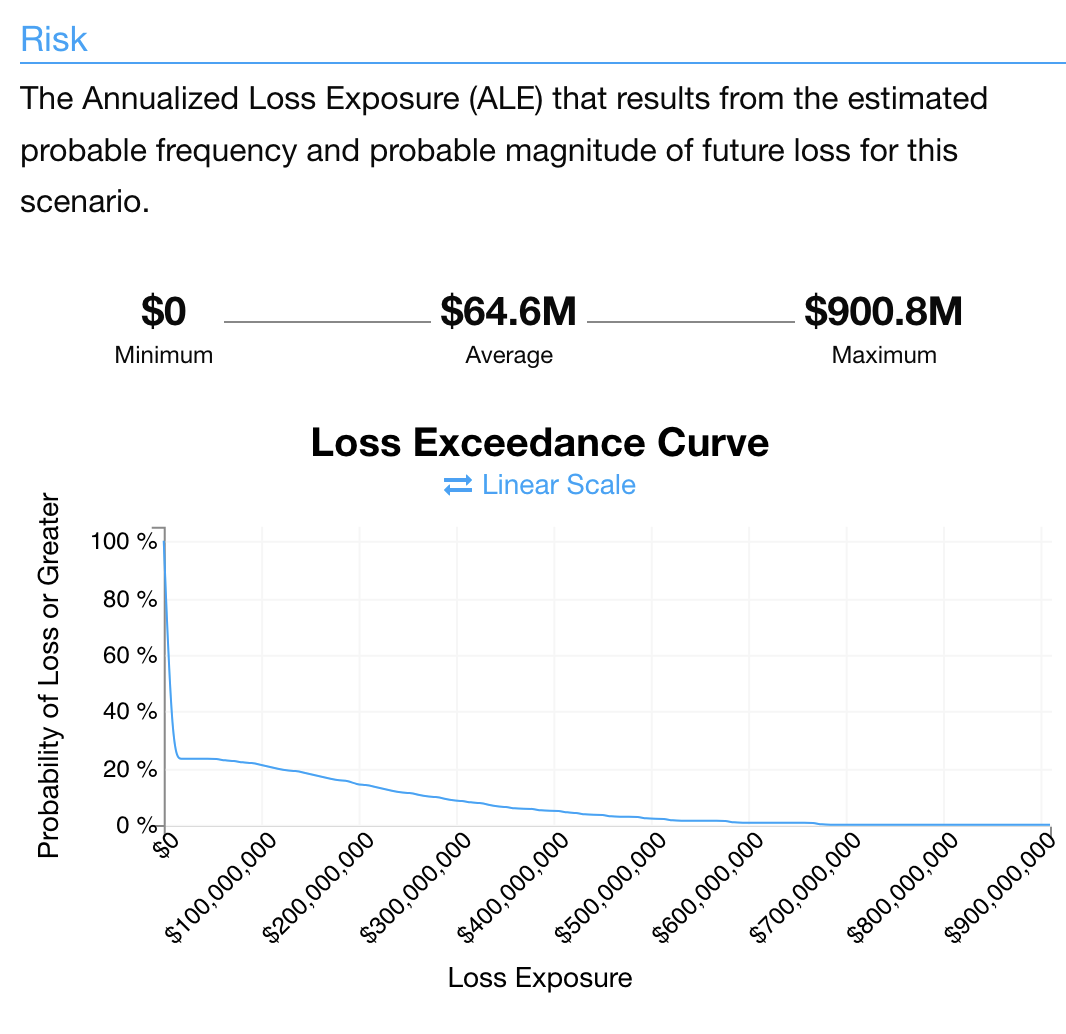 Risk
The Annualized Loss Exposure (ALE) that results from the estimated
probable frequency and probable magnitude of future loss for this
scenario.
$0
Minimum
$64.6M
Average
$900.8M
Maximum
Loss Exceedance Curve
Linear Scale
Probability of Loss or Greater
100 %
80 %
60 %
40 %
20 %
0 %
$0
$100,000,000
$200,000,000
$300,000,000
$400,000,000
$500,000,000
$600,000,000
$700,000,000
$800,000,000
$900,000,000
Loss Exposure